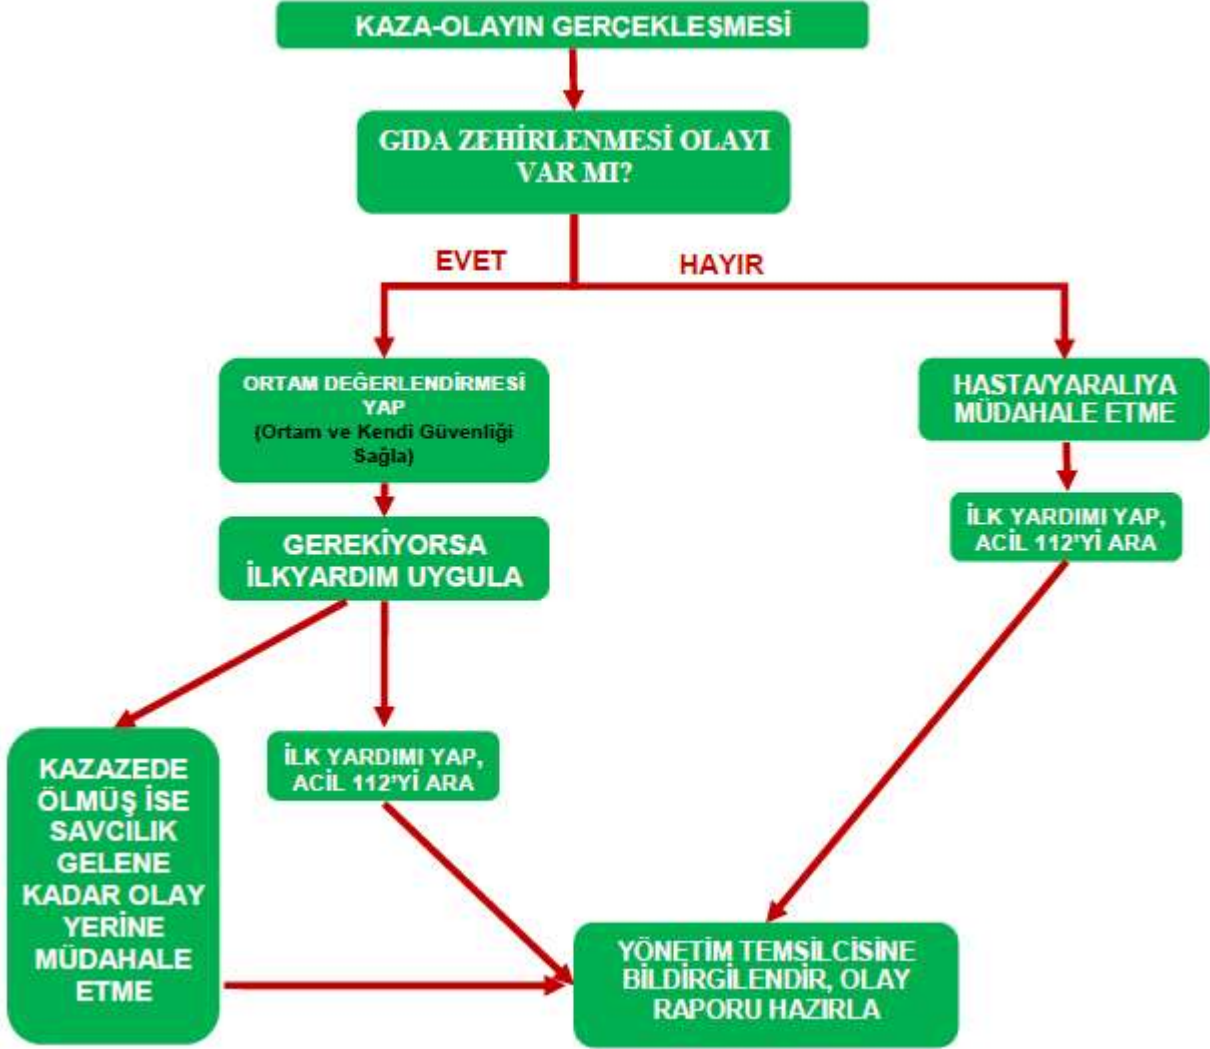 KAZA-OLAYIN GERÇEKLEŞMESİ
GIDA ZEHİRLENMESİ OLAYI
VAR MI?
EVET
HAYIR
ORTAM DEĞERLENDİRMESİ
YAP
(Ortam ve Kendi Güvenliği
Sağla)
HASTA/YARALIYA
MÜDAHALE ETME
GEREKİYORSA
İLKYARDIM UYGULA
İLK YARDIMI YAP,
ACİL 112'Yİ ARA
KAZAZEDE
ÖLMÜŞ İSE
SAVCILIK
GELENE
KADAR OLAY
YERİNE
MÜDAHALE
ETME
İLK YARDIMI YAP,
ACİL 112'Yİ ARA
YÖNETİM TEMSİLCİSİNE
BİLDİRGİLENDİR, OLAY
RAPORU HAZIRLA